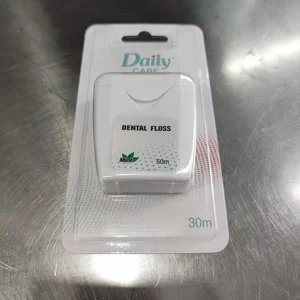 Daily
CARE
DENTAL FLOSS
Mint
50m
30m